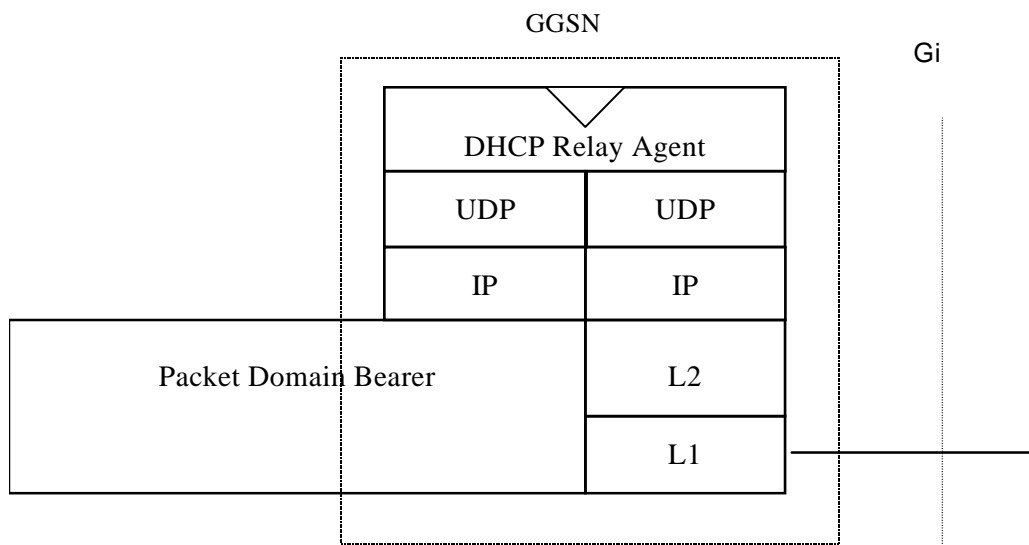 GGSN
Gi
DHCP Relay Agent
UDP UDP
IP IP
Packet Domain Bearer L2
L1